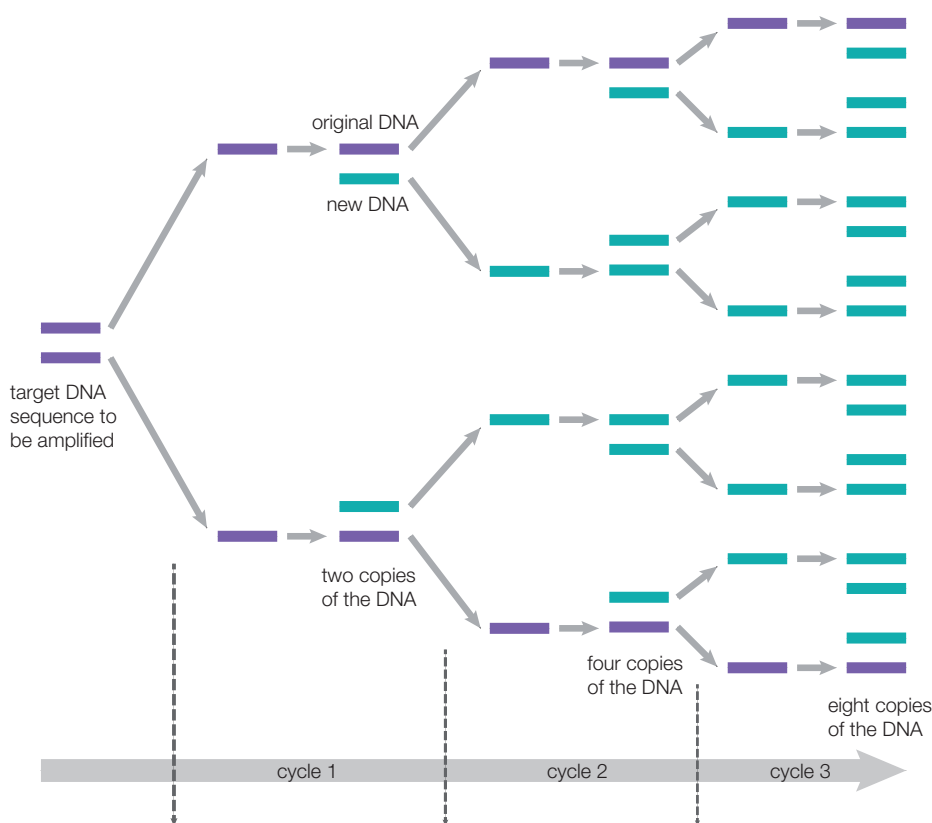 original DNA
new DNA
target DNA
sequence to
be amplified
two copies
of the DNA
four copies
of the DNA
eight copies
of the DNA
cycle 1
cycle 2
cycle 3